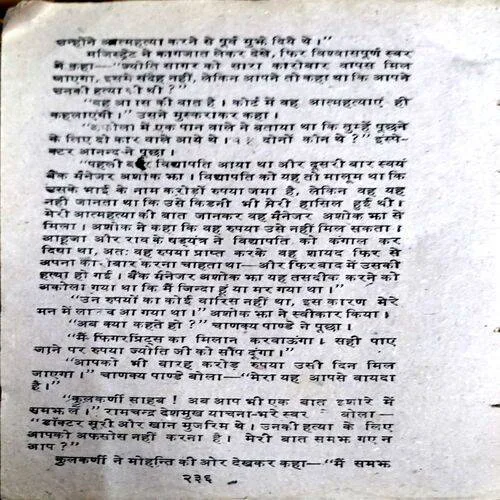 उन्होंने आत्महत्या करने से पूर्व मुझे दिये थे।"
मजिस्ट्रेट ने कागजात लेकर देखे, फिर विश्वासपूर्ण स्वर
में कहा—"ज्योति सागर को सारा कारोबार वापस मिल
जाएगा, इसमें संदेह नहीं, लेकिन आपने तो कहा था कि आपने
उनकी हत्या की थी ?"
"वह आपस की बात है। कोर्ट में वह आत्महत्याएं ही
कहलाएंगी।" उसने मुस्कराकर कहा।
"अकोला में एक पान वाले ने बताया था कि तुम्हें पूछने
के लिए दो कार वाले आये थे। दोनों कौन थे ?" इंस्पे-
क्टर आनन्द ने पूछा।
"पहली विद्यापति आया था और दूसरी बार स्वयं
बैंक मैनेजर अशोक झा। विद्यापति को यह तो मालूम था कि
उसके भाई के नाम करोड़ों रुपया जमा है, लेकिन वह यह
नहीं जानता था कि उसे किडनी भी मेरी हासिल हुई थी।
मेरी आत्महत्या की बात जानकर वह मैनेजर अशोक झा से
मिला। अशोक ने कहा कि वह रुपया उसे नहीं मिल सकता।
आहूजा और राव के षड्यंत्र ने विद्यापति को कंगाल कर
दिया था, अतः वह रुपया प्राप्त करके वह शायद फिर से
अपना कारोबार करना चाहता था—और फिर बाद में उसकी
हत्या हो गई। बैंक मैनेजर अशोक झा यह तसदीक करने को
अकोला गया था कि मैं जिन्दा हूं या मर गया था।"
"उन रुपयों का कोई वारिस नहीं था, इस कारण मेरे
मन में लालच आ गया था।" अशोक झा ने स्वीकार किया।
"अब क्या कहते हो ?" चाणक्य पाण्डे ने पूछा।
"मैं फिंगरप्रिंट्स का मिलान करवाऊंगा। सही पाए
जाने पर रुपया ज्योति जी को सौंप दूंगा।"
"आपको भी बारह करोड़ रुपया उसी दिन मिल
जाएगा।" चाणक्य पाण्डे बोला—"मेरा यह आपसे वायदा
है।"
"कुलकर्णी साहब ! अब आप भी एक बात इशारे में
समझ लें।" रामचन्द्र देशमुख याचना-भरे स्वर बोला—
"डॉक्टर सूरी और खान मुजरिम थे। उनकी हत्या के लिए
आपको अफसोस नहीं करना है। मेरी बात समझ गए न
आप ?"
कुलकर्णी ने मोहन्ति की ओर देखकर कहा—"मैं समझ
२३६